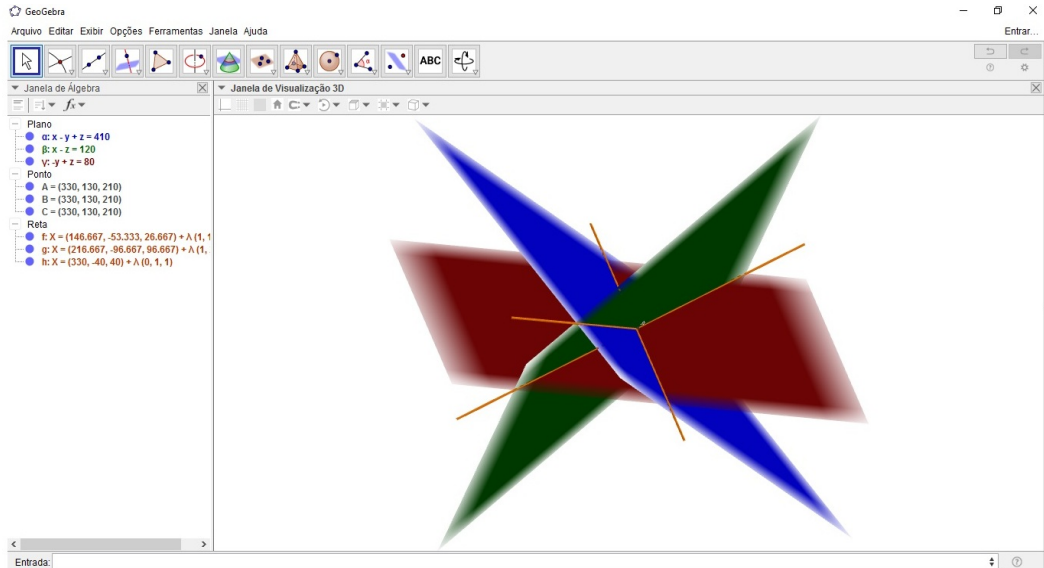 GeoGebra
Arquivo Editar Exibir Opções Ferramentas Janela Ajuda
Entrar...
ABC
Janela de Álgebra
Janela de Visualização 3D
Plano
α: x - y + z = 410
β: x - z = 120
γ: -y + z = 80
Ponto
A = (330, 130, 210)
B = (330, 130, 210)
C = (330, 130, 210)
Reta
f: X = (146.667, -53.333, 26.667) + λ (1, 1
g: X = (216.667, -96.667, 96.667) + λ (1,
h: X = (330, -40, 40) + λ (0, 1, 1)
Entrada: